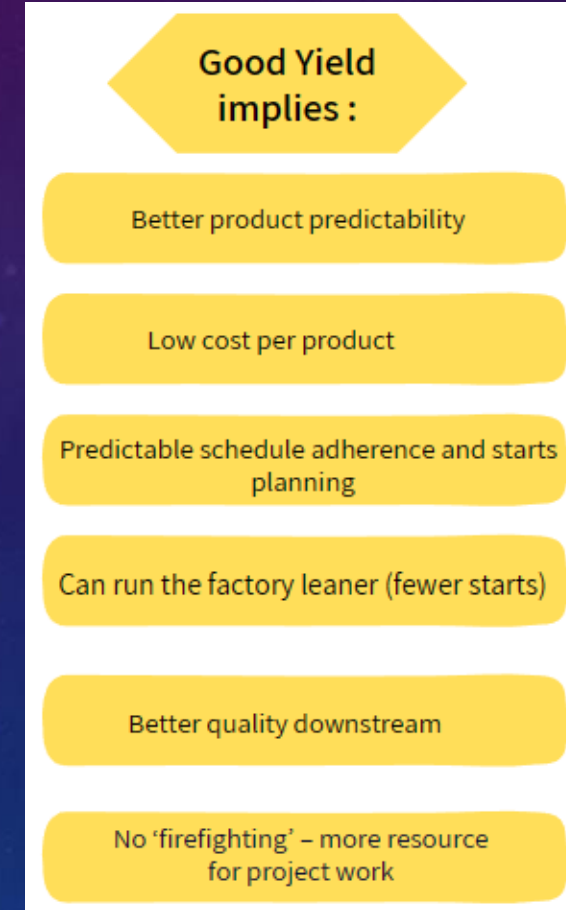 Good Yield
implies :
Better product predictability
Low cost per product
Predictable schedule adherence and starts
planning
Can run the factory leaner (fewer starts)
Better quality downstream
No ‘firefighting’ – more resource
for project work